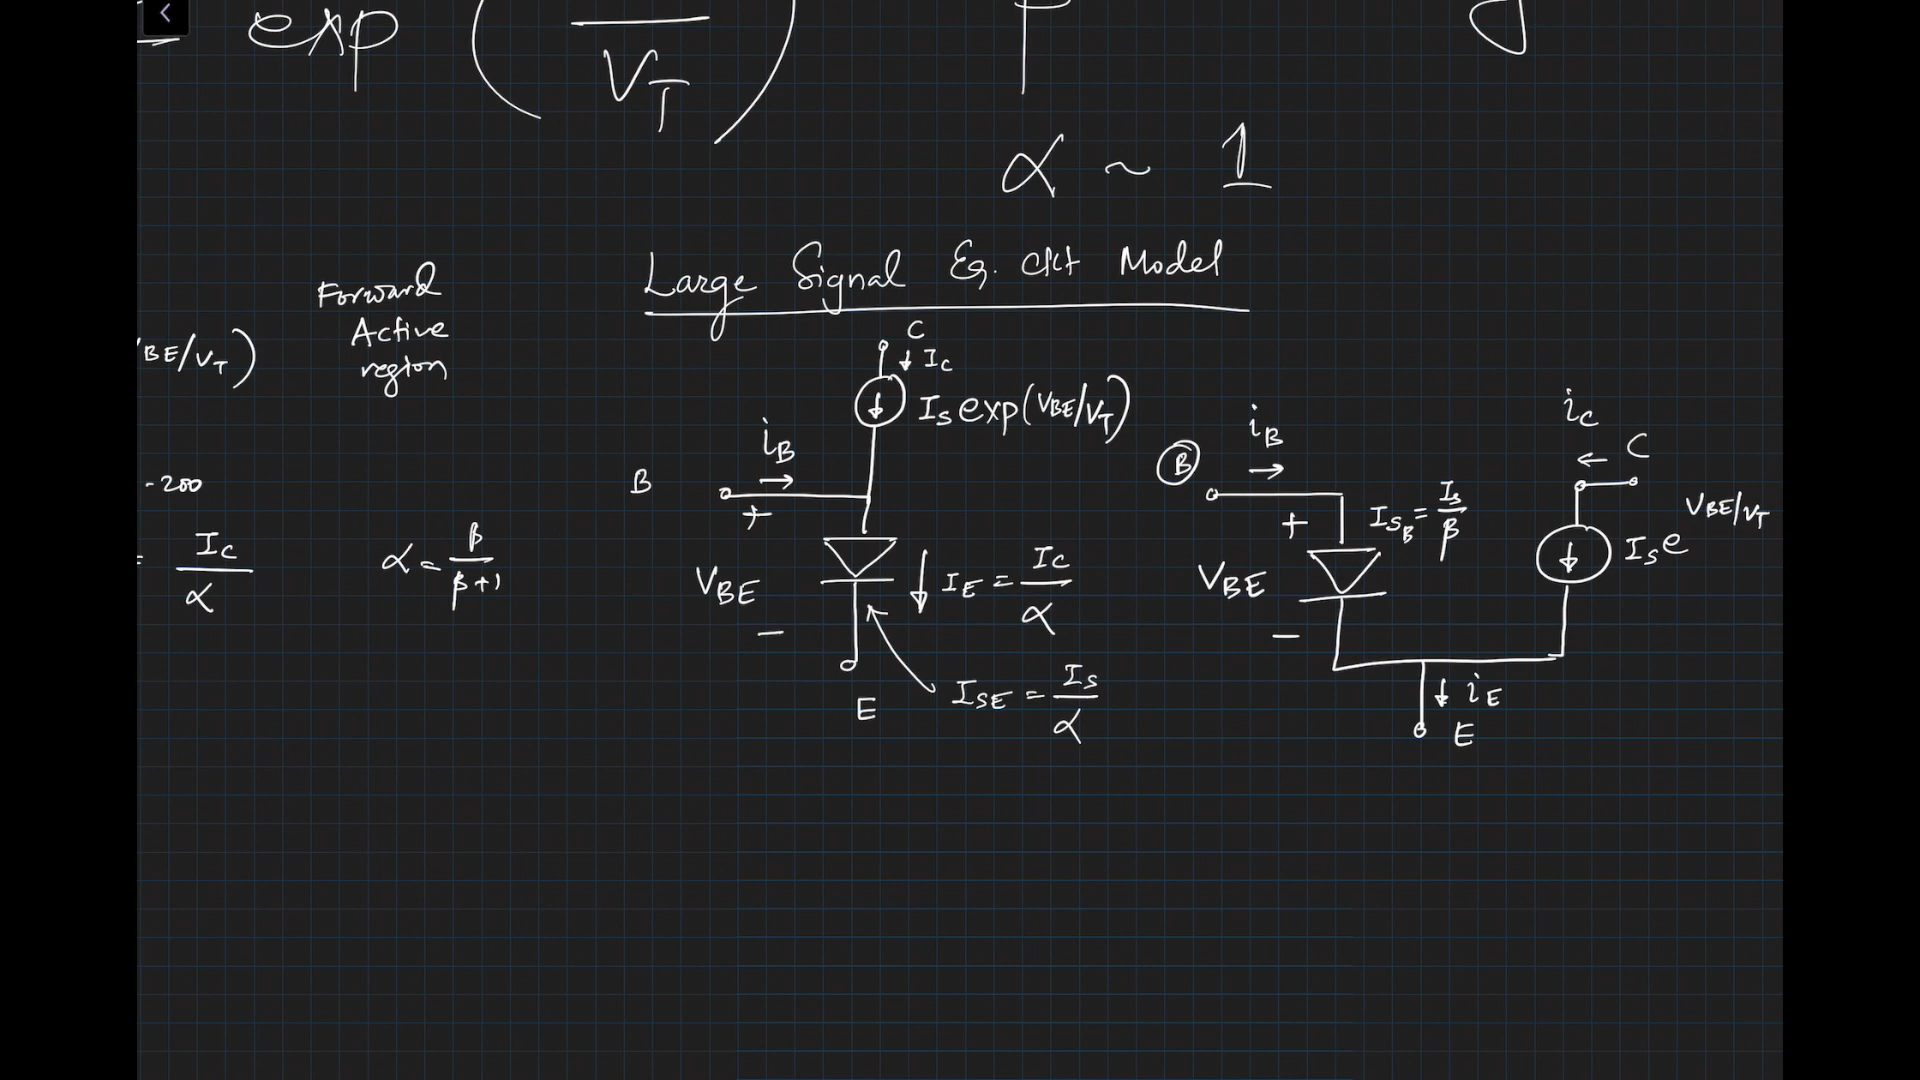 exp ( / V_T )
α ~ 1
Large Signal Eq. ckt Model
Forward
Active
region
BE/V_T)
-200
= I_C / α
α = β / β+1
C
↓ I_C
I_S exp(V_BE/V_T)
i_B
→
B
+
V_BE
−
↓ I_E = I_C / α
I_SE = I_S / α
E
i_B
→
B
+
V_BE
−
I_SB = I_S / β
i_C
← C
I_S e^V_BE/V_T
↓ i_E
E